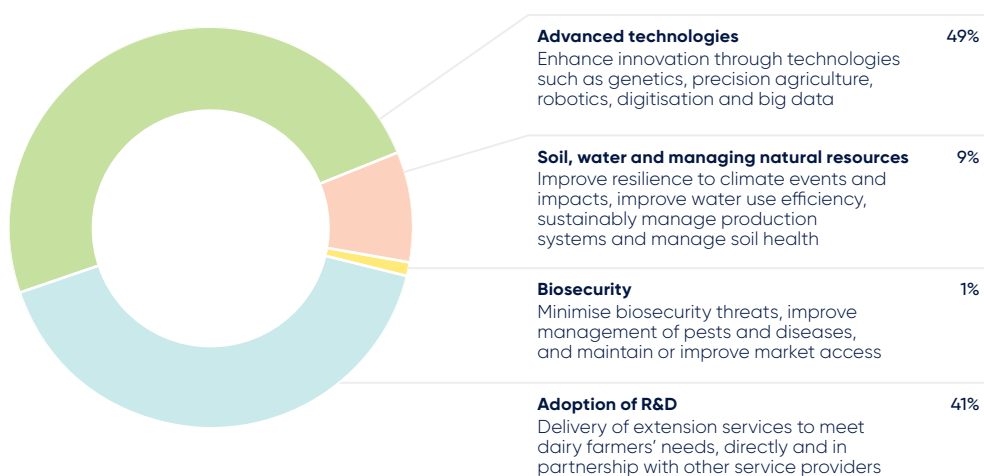 Advanced technologies 49%
Enhance innovation through technologies
such as genetics, precision agriculture,
robotics, digitisation and big data
Soil, water and managing natural resources 9%
Improve resilience to climate events and
impacts, improve water use efficiency,
sustainably manage production
systems and manage soil health
Biosecurity 1%
Minimise biosecurity threats, improve
management of pests and diseases,
and maintain or improve market access
Adoption of R&D 41%
Delivery of extension services to meet
dairy farmers’ needs, directly and in
partnership with other service providers